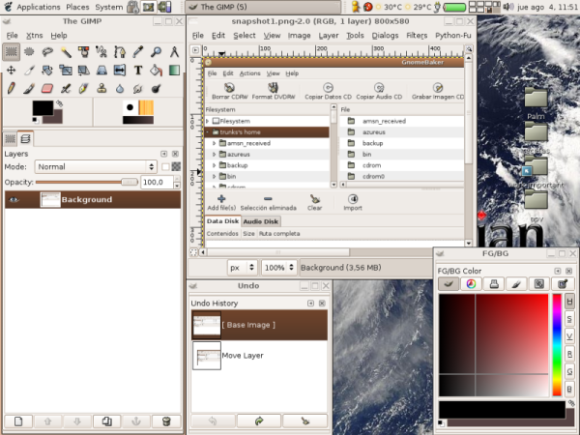 Applications Places System
The GIMP (5)
30°C 29°C
jue ago 4, 11:51
The GIMP
File Xtns Help
Layers
Mode: Normal
Opacity: 100.0
Background
snapshot1.png-2.0 (RGB, 1 layer) 800x580
File Edit Select View Image Layer Tools Dialogs Filters Python-Fu
GnomeBaker
File Edit Actions View Help
Borrar CDRW Format DVDRW Copiar Datos CD Copiar Audio CD Grabar Imagen CD
Filesystem File
Filesystem
trunks's home
amsn_received
azureus
backup
bin
cdrom
amsn_received
azureus
backup
bin
cdrom
cdrom0
Add file(s) Selección eliminada Clear Import
Data Disk Audio Disk
Contenidos Size Ruta completa
px 100% Background (3,56 MB)
Undo
Undo History
[ Base Image ]
Move Layer
Palm
FG/BG
FG/BG Color
H
S
V
R
G
B